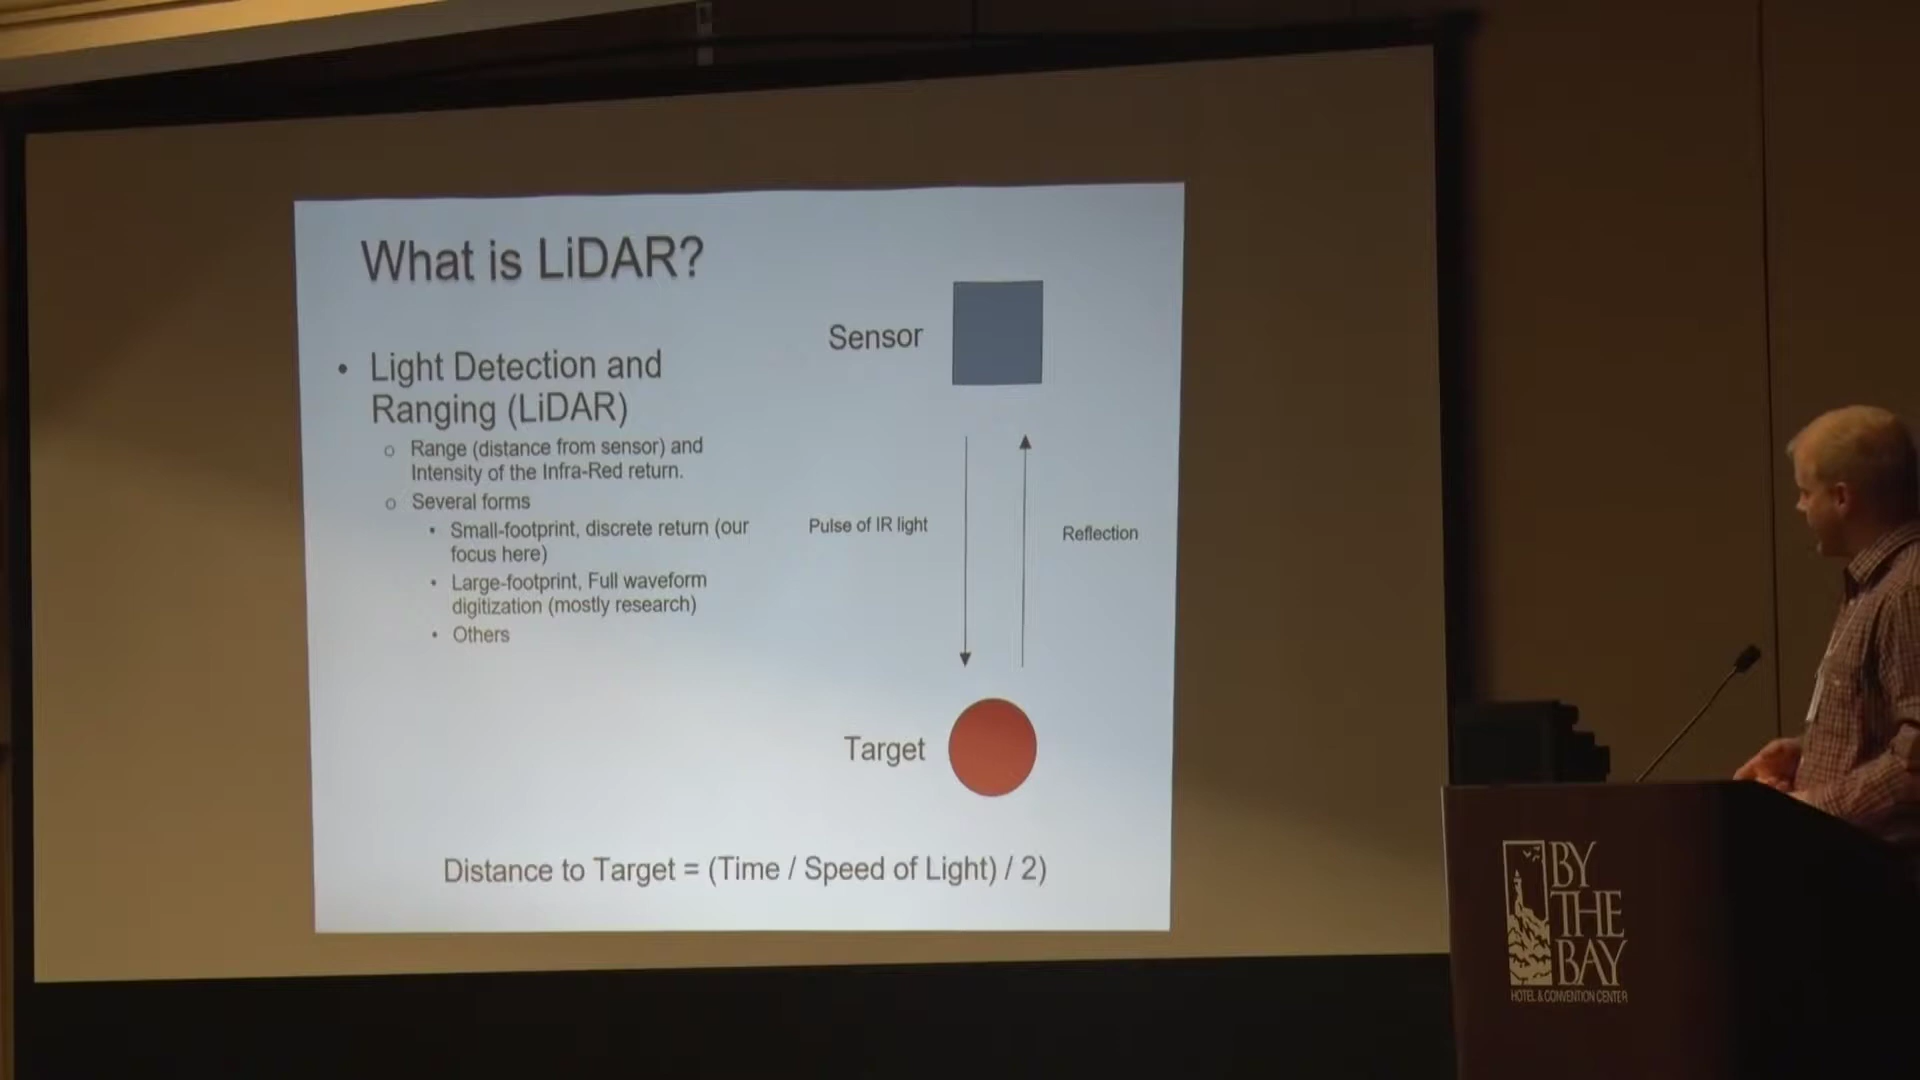 What is LiDAR?
• Light Detection and
Ranging (LiDAR)
o Range (distance from sensor) and
Intensity of the Infra-Red return.
o Several forms
• Small-footprint, discrete return (our
focus here)
• Large-footprint, Full waveform
digitization (mostly research)
• Others
Sensor
Pulse of IR light
Reflection
Target
Distance to Target = (Time / Speed of Light) / 2)
BY
THE
BAY
HOTEL & CONVENTION CENTER